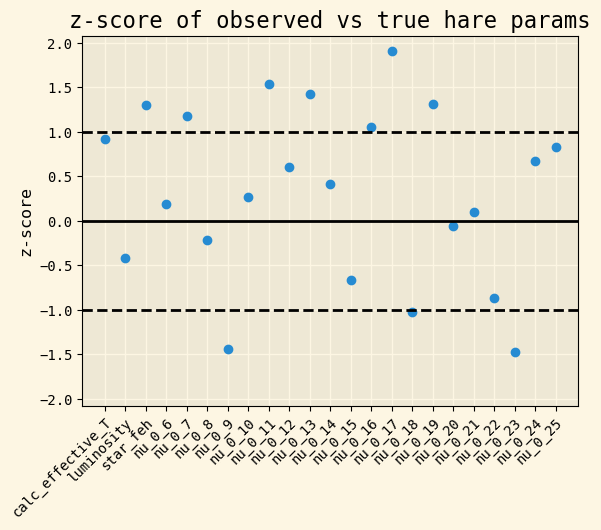 z-score of observed vs true hare params
2.0
1.5
1.0
0.5
0.0
−0.5
−1.0
−1.5
−2.0
z-score
calc_effective_T
luminosity
star_feh
nu_0_6
nu_0_7
nu_0_8
nu_0_9
nu_0_10
nu_0_11
nu_0_12
nu_0_13
nu_0_14
nu_0_15
nu_0_16
nu_0_17
nu_0_18
nu_0_19
nu_0_20
nu_0_21
nu_0_22
nu_0_23
nu_0_24
nu_0_25